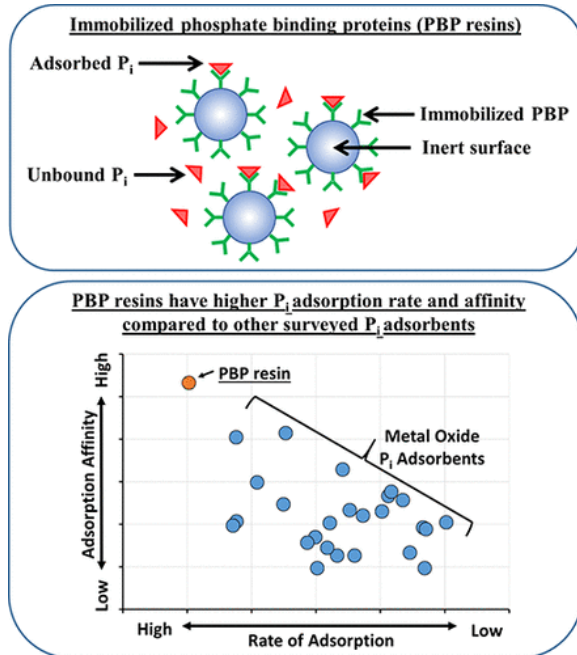 Immobilized phosphate binding proteins (PBP resins)
Adsorbed Pi
Immobilized PBP
Inert surface
Unbound Pi
PBP resins have higher Pi adsorption rate and affinity
compared to other surveyed Pi adsorbents
High
PBP resin
Metal Oxide
Pi Adsorbents
Adsorption Affinity
Low
High
Low
Rate of Adsorption